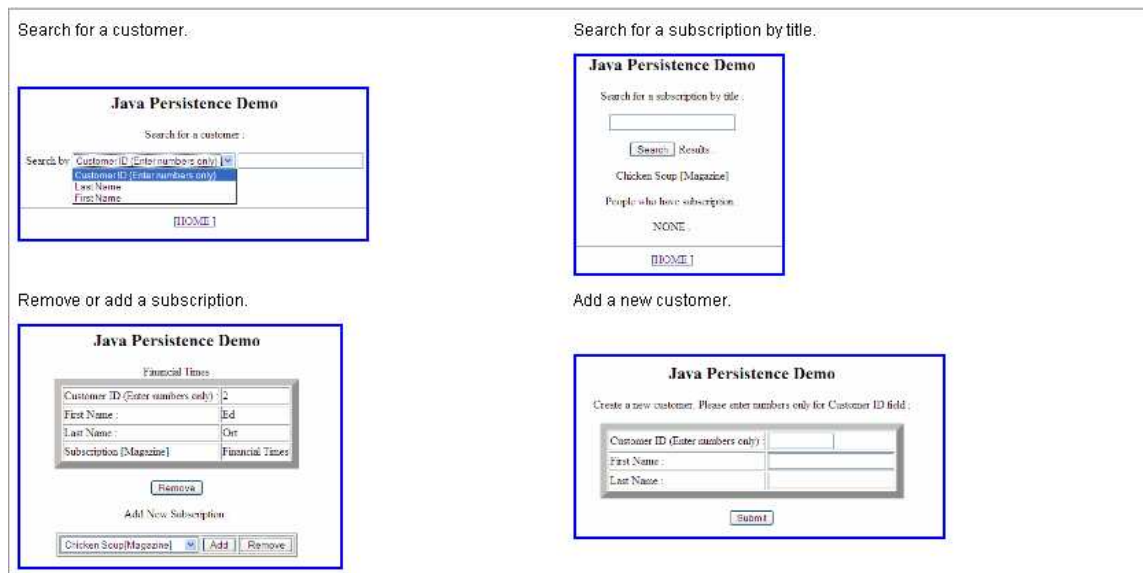 Search for a customer.
Java Persistence Demo
Search for a customer :
Search by Customer ID (Enter numbers only)
Customer ID (Enter numbers only)
Last Name
First Name
[HOME ]
Search for a subscription by title.
Java Persistence Demo
Search for a subscription by title :
Search Results
Chicken Soup [Magazine]
People who have subscription
NONE .
[HOME ]
Remove or add a subscription.
Java Persistence Demo
Financial Times
Customer ID (Enter numbers only) : 2
First Name : Ed
Last Name : Ort
Subscription [Magazine] Financial Times
Remove
Add New Subscription
Chicken Soup[Magazine] Add Remove
Add a new customer.
Java Persistence Demo
Create a new customer. Please enter numbers only for Customer ID field :
Customer ID (Enter numbers only) :
First Name :
Last Name :
Submit